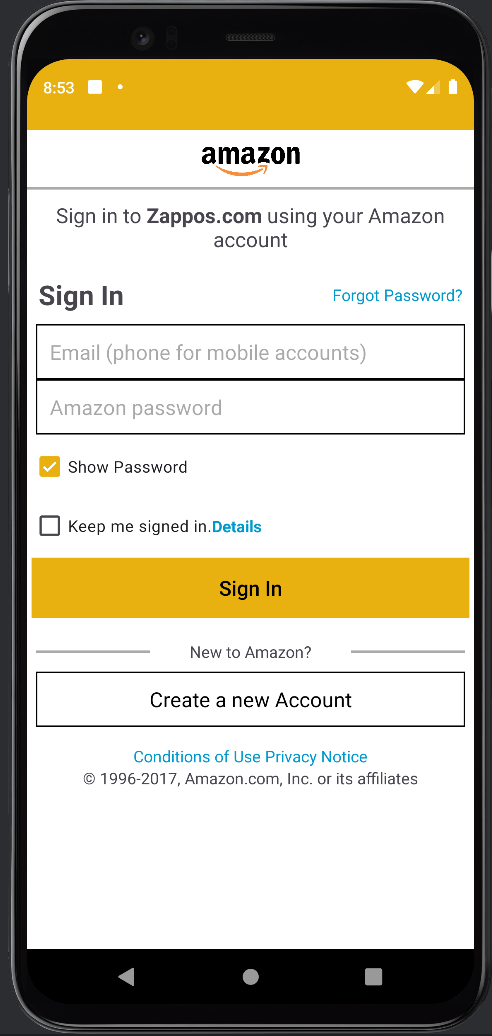 8:53
amazon
Sign in to Zappos.com using your Amazon
account
Sign In
Forgot Password?
Email (phone for mobile accounts)
Amazon password
Show Password
Keep me signed in.Details
Sign In
New to Amazon?
Create a new Account
Conditions of Use Privacy Notice
© 1996-2017, Amazon.com, Inc. or its affiliates